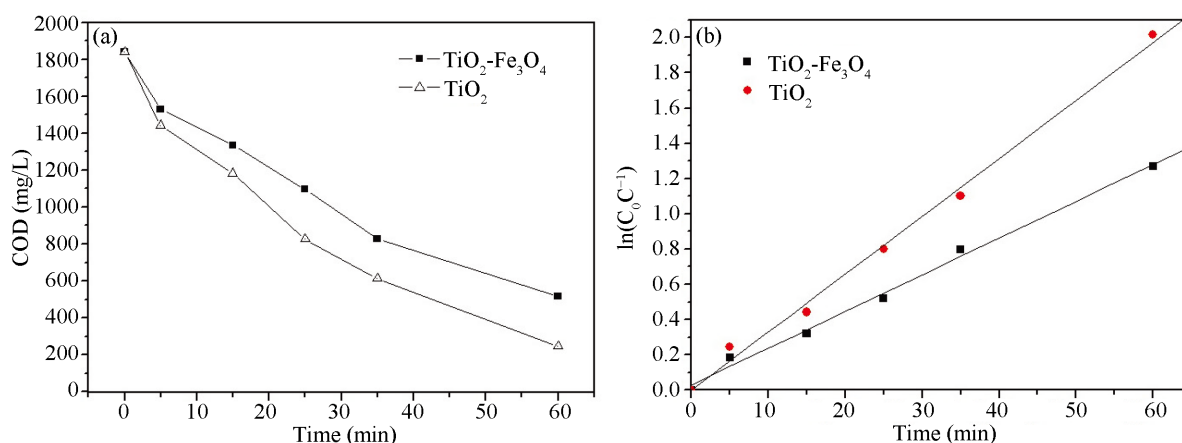 (a)
TiO₂-Fe₃O₄
TiO₂
COD (mg/L)
2000
1800
1600
1400
1200
1000
800
600
400
200
0
0 10 20 30 40 50 60
Time (min)
(b)
TiO₂-Fe₃O₄
TiO₂
ln(C₀C⁻¹)
2.0
1.8
1.6
1.4
1.2
1.0
0.8
0.6
0.4
0.2
0.0
0 10 20 30 40 50 60
Time (min)